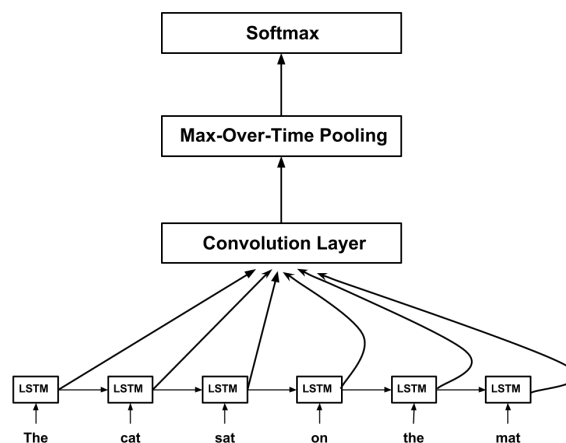 Softmax
Max-Over-Time Pooling
Convolution Layer
LSTM LSTM LSTM LSTM LSTM LSTM
The cat sat on the mat